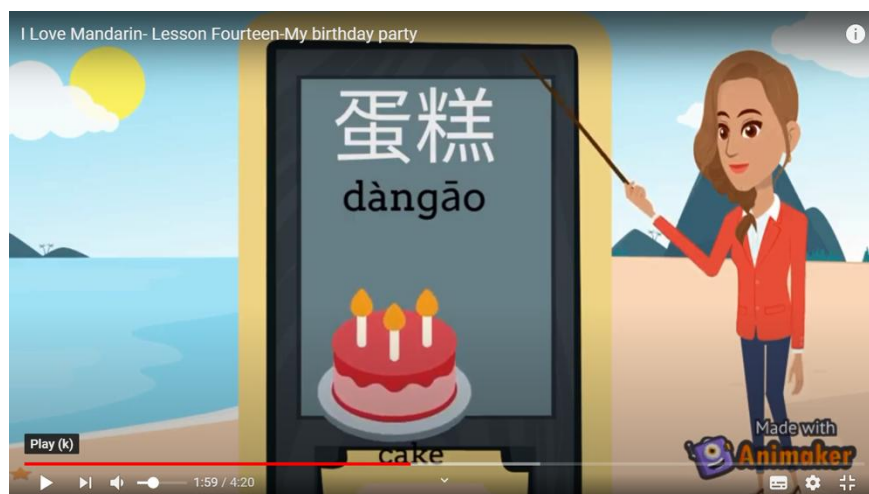 I Love Mandarin- Lesson Fourteen-My birthday party
蛋糕
dàngāo
cake
Made with
Animaker
Play (k)
1:59 / 4:20